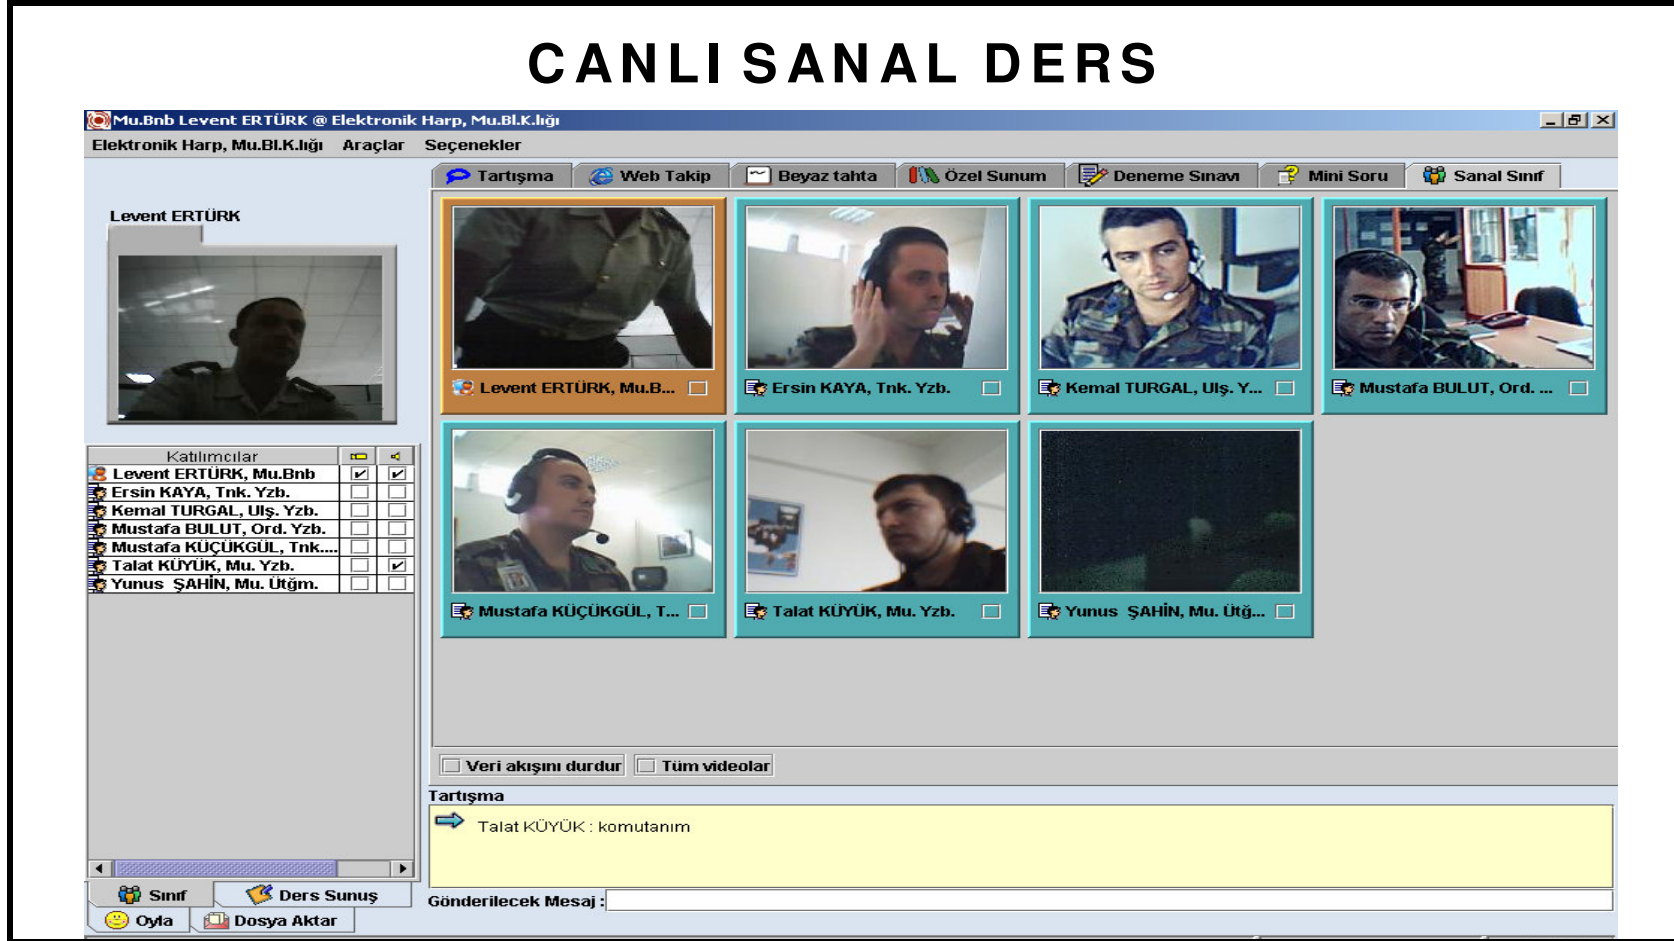 CANLI SANAL DERS
Mu.Bnb Levent ERTÜRK @ Elektronik Harp, Mu.Bl.K.lığı
Elektronik Harp, Mu.Bl.K.lığı Araçlar Seçenekler
Tartışma Web Takip Beyaz tahta Özel Sunum Deneme Sınavı Mini Soru Sanal Sınıf
Levent ERTÜRK
Levent ERTÜRK, Mu.B... Ersin KAYA, Tnk. Yzb. Kemal TURGAL, Ulş. Y... Mustafa BULUT, Ord. ...
Katılımcılar
Levent ERTÜRK, Mu.Bnb
Ersin KAYA, Tnk. Yzb.
Kemal TURGAL, Ulş. Yzb.
Mustafa BULUT, Ord. Yzb.
Mustafa KÜÇÜKGÜL, Tnk....
Talat KÜYÜK, Mu. Yzb.
Yunus ŞAHİN, Mu. Ütğm.
Mustafa KÜÇÜKGÜL, T... Talat KÜYÜK, Mu. Yzb. Yunus ŞAHİN, Mu. Ütğ...
Veri akışını durdur Tüm videolar
Tartışma
Talat KÜYÜK : komutanım
Gönderilecek Mesaj :
Sınıf Ders Sunuş
Oyla Dosya Aktar